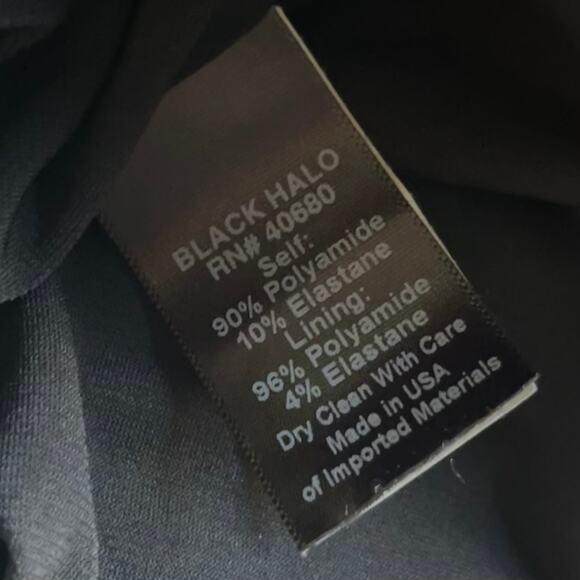 BLACK HALO
RN# 40680
Self:
90% Polyamide
10% Elastane
Lining:
96% Polyamide
4% Elastane
Dry Clean With Care
Made in USA
of Imported Materials